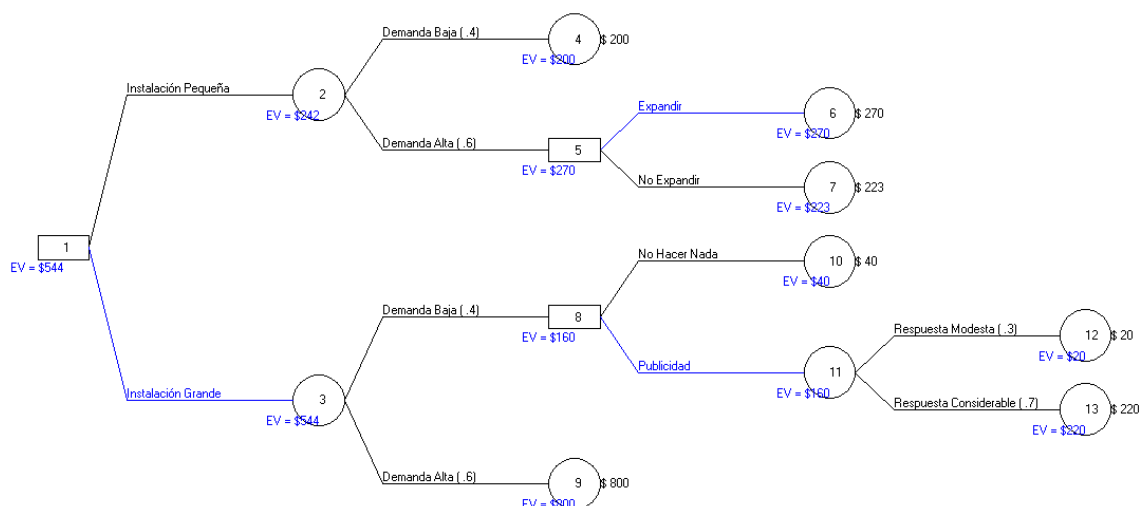 Demanda Baja ( .4)
4
$ 200
EV = $200
Instalación Pequeña
2
EV = $242
Expandir
6
$ 270
EV = $270
Demanda Alta ( .6)
5
EV = $270
No Expandir
7
$ 223
EV = $223
1
EV = $544
No Hacer Nada
10
$ 40
EV = $40
Demanda Baja ( .4)
8
EV = $160
Respuesta Modesta ( .3)
12
$ 20
EV = $20
Publicidad
11
EV = $160
Instalación Grande
3
EV = $544
Respuesta Considerable ( .7)
13
$ 220
EV = $220
Demanda Alta ( .6)
9
$ 800
EV = $800